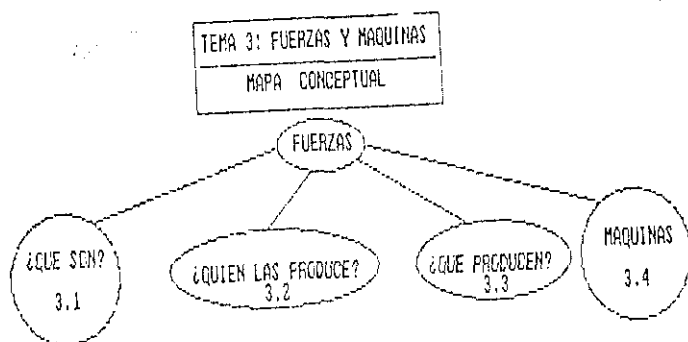 TEMA 3: FUERZAS Y MAQUINAS
MAPA CONCEPTUAL
FUERZAS
¿QUE SON?
3.1
¿QUIEN LAS PRODUCE?
3.2
¿QUE PRODUCEN?
3.3
MAQUINAS
3.4